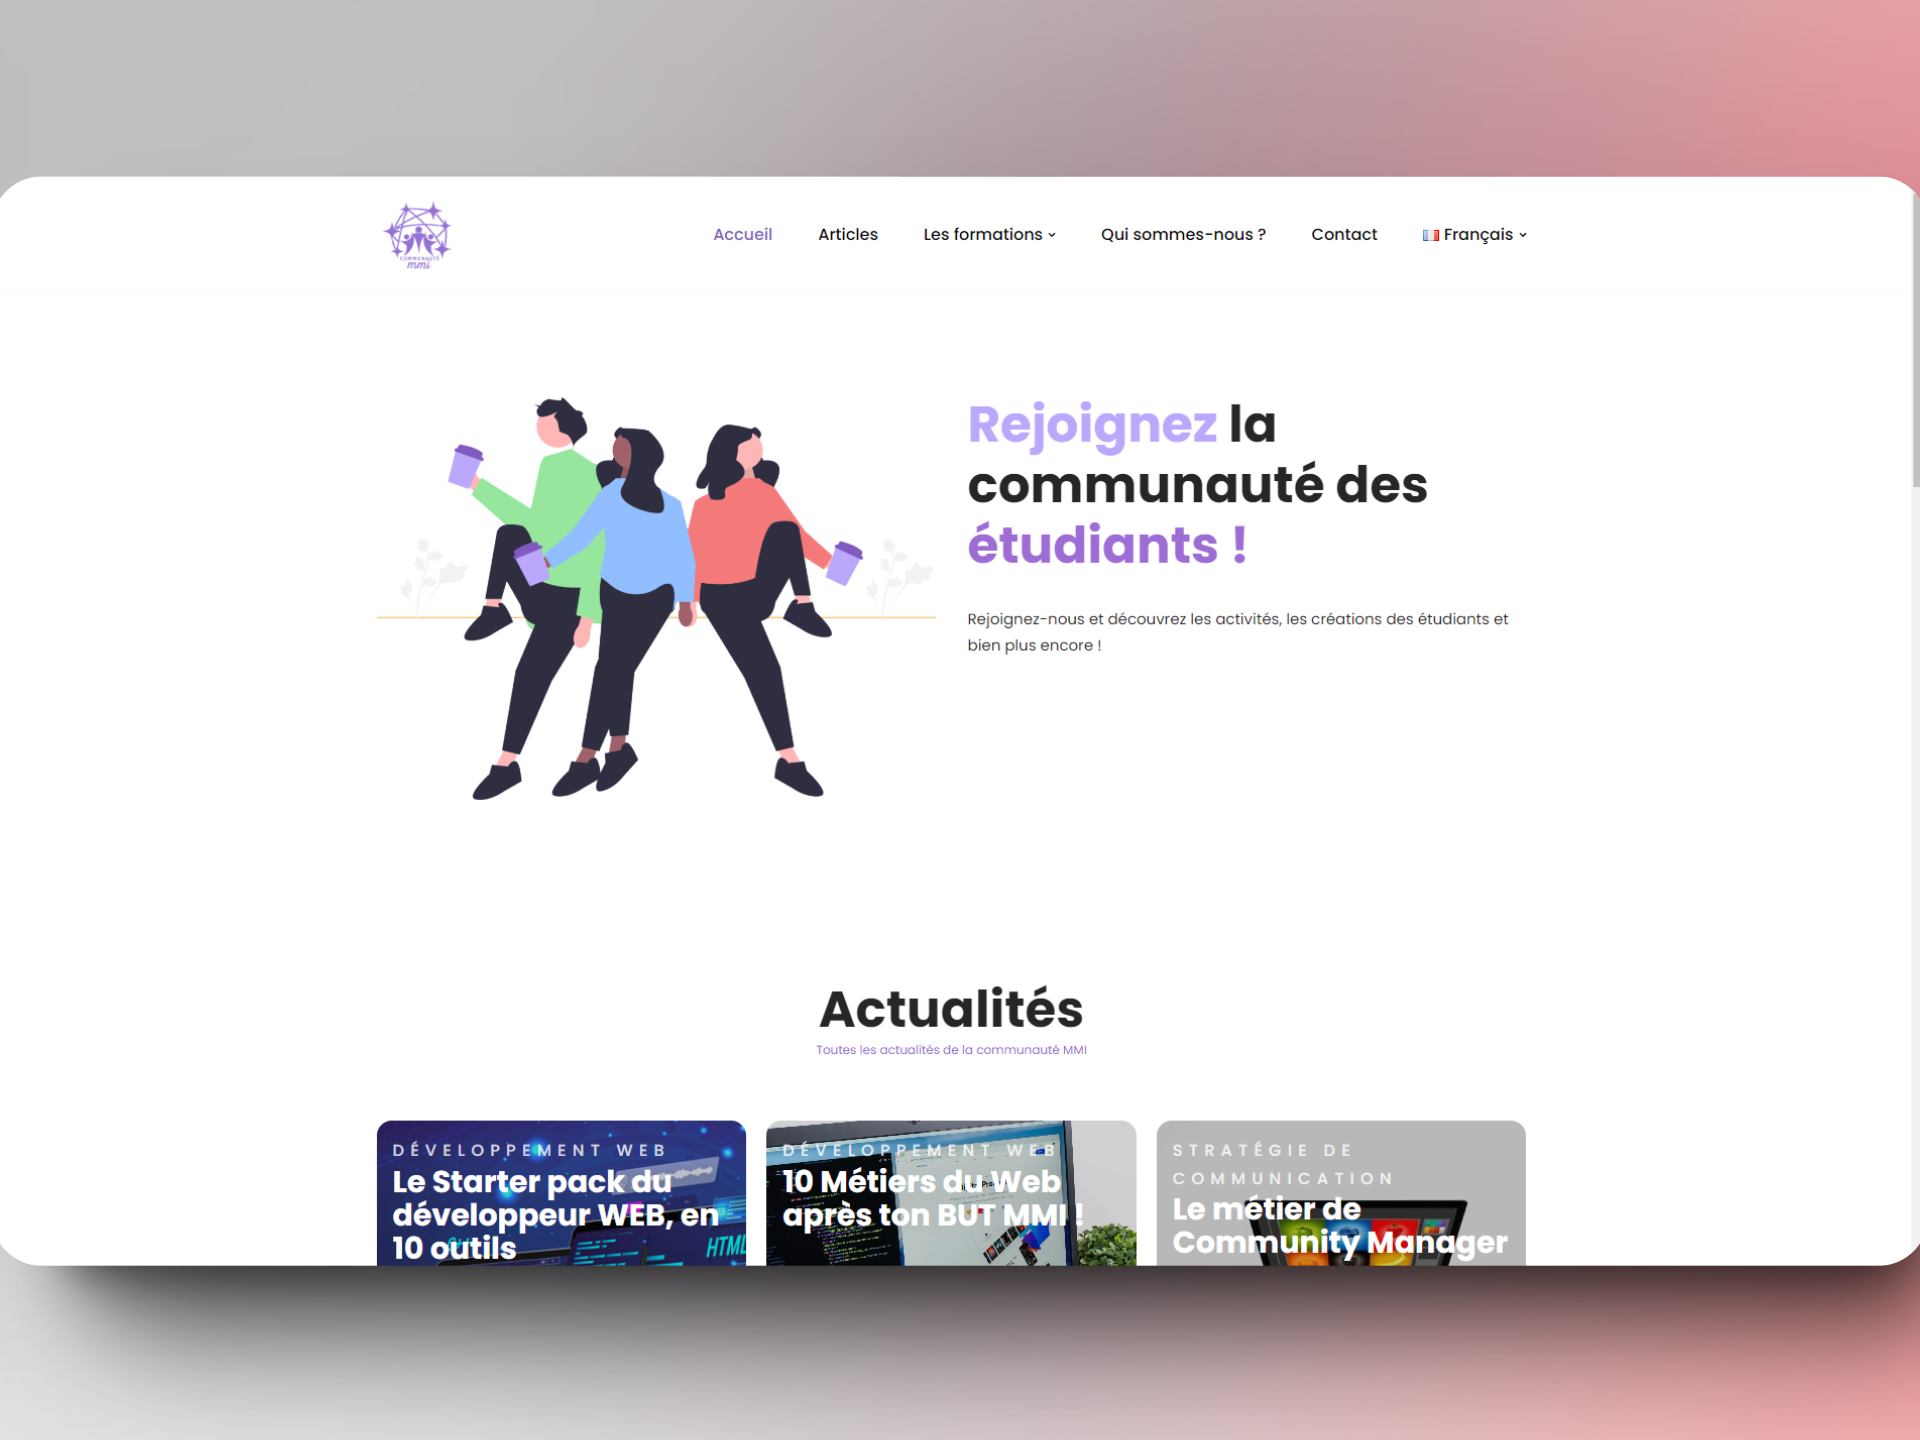 COMMUNAUTÉ
mmi
Accueil
Articles
Les formations
Qui sommes-nous ?
Contact
Français
Rejoignez la
communauté des
étudiants !
Rejoignez-nous et découvrez les activités, les créations des étudiants et
bien plus encore !
Actualités
Toutes les actualités de la communauté MMI
DÉVELOPPEMENT WEB
Le Starter pack du
développeur WEB, en
10 outils
HTML
DÉVELOPPEMENT WEB
10 Métiers du Web
après ton BUT MMI !
STRATÉGIE DE
COMMUNICATION
Le métier de
Community Manager